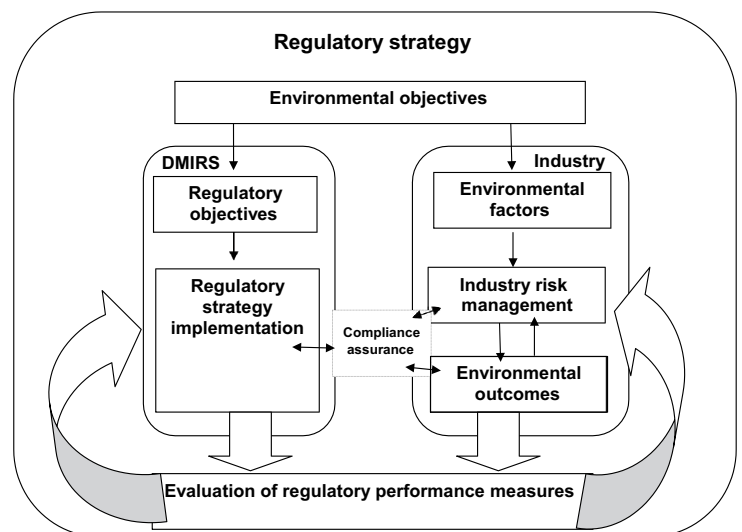 Regulatory strategy
Environmental objectives
DMIRS
Regulatory
objectives
Regulatory
strategy
implementation
Compliance
assurance
Industry
Environmental
factors
Industry risk
management
Environmental
outcomes
Evaluation of regulatory performance measures